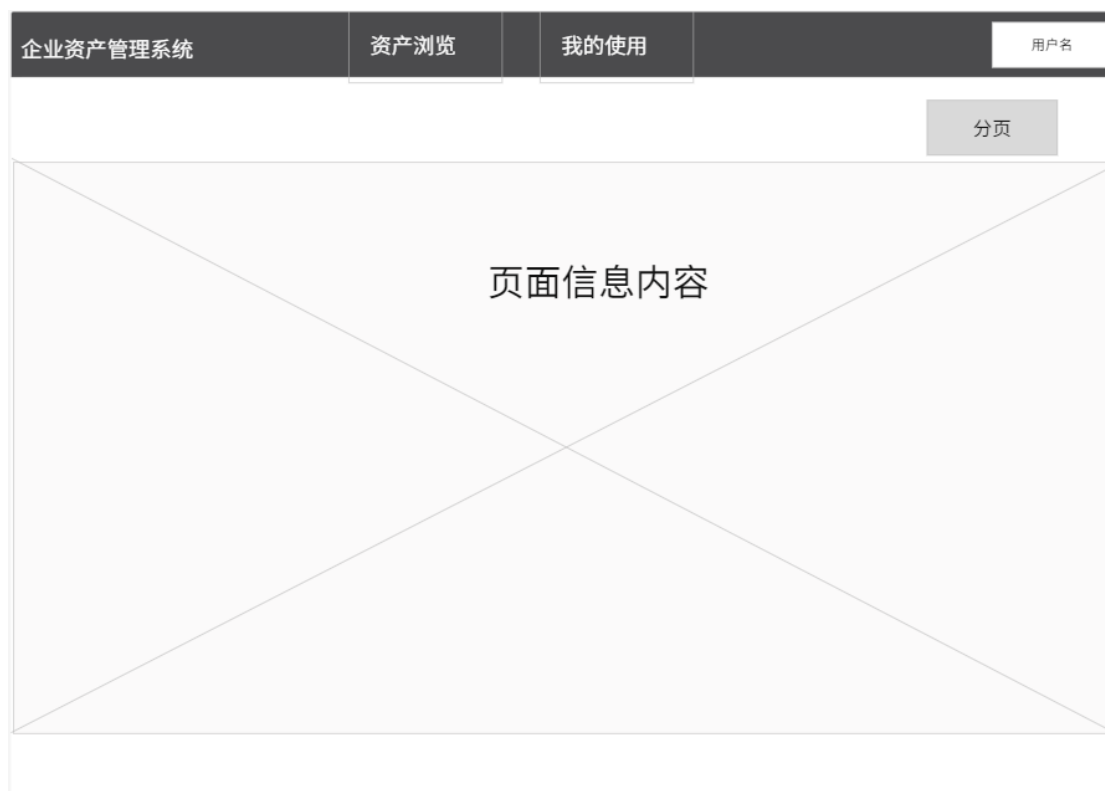 企业资产管理系统
资产浏览
我的使用
用户名
分页
页面信息内容